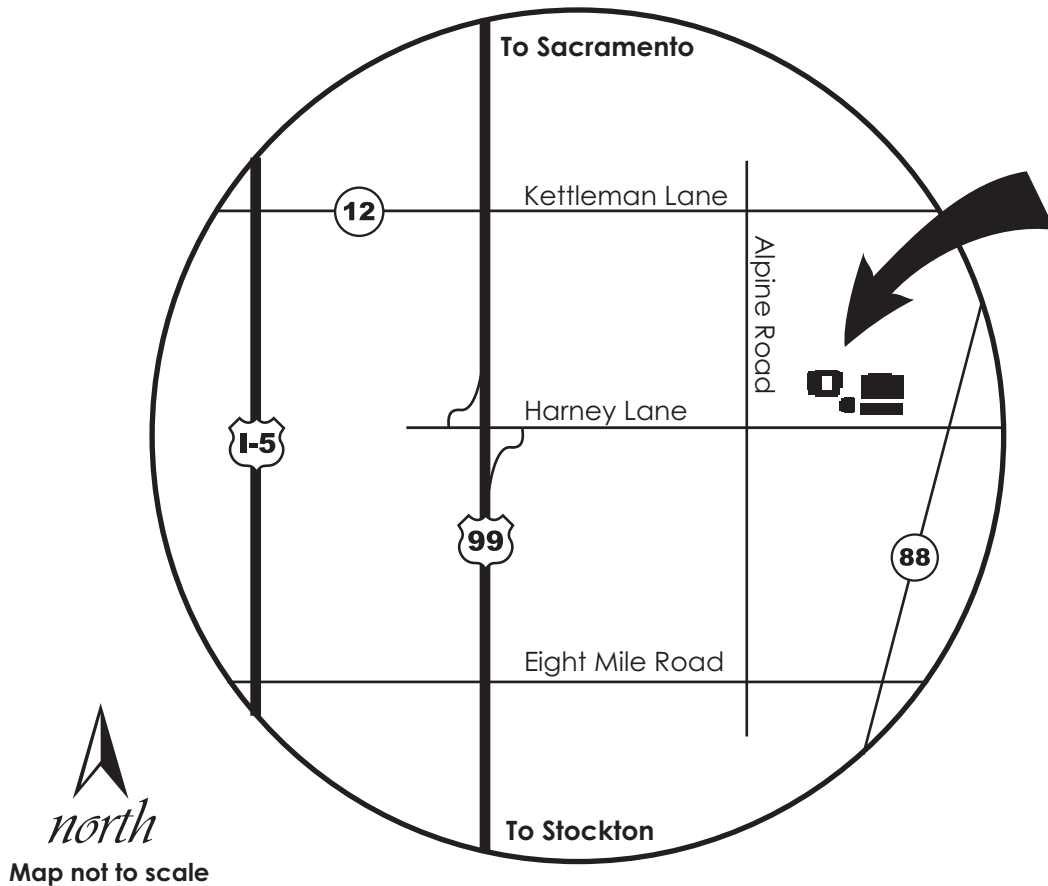 To Sacramento
Kettleman Lane
12
Alpine Road
Harney Lane
I-5
99
88
Eight Mile Road
To Stockton
north
Map not to scale